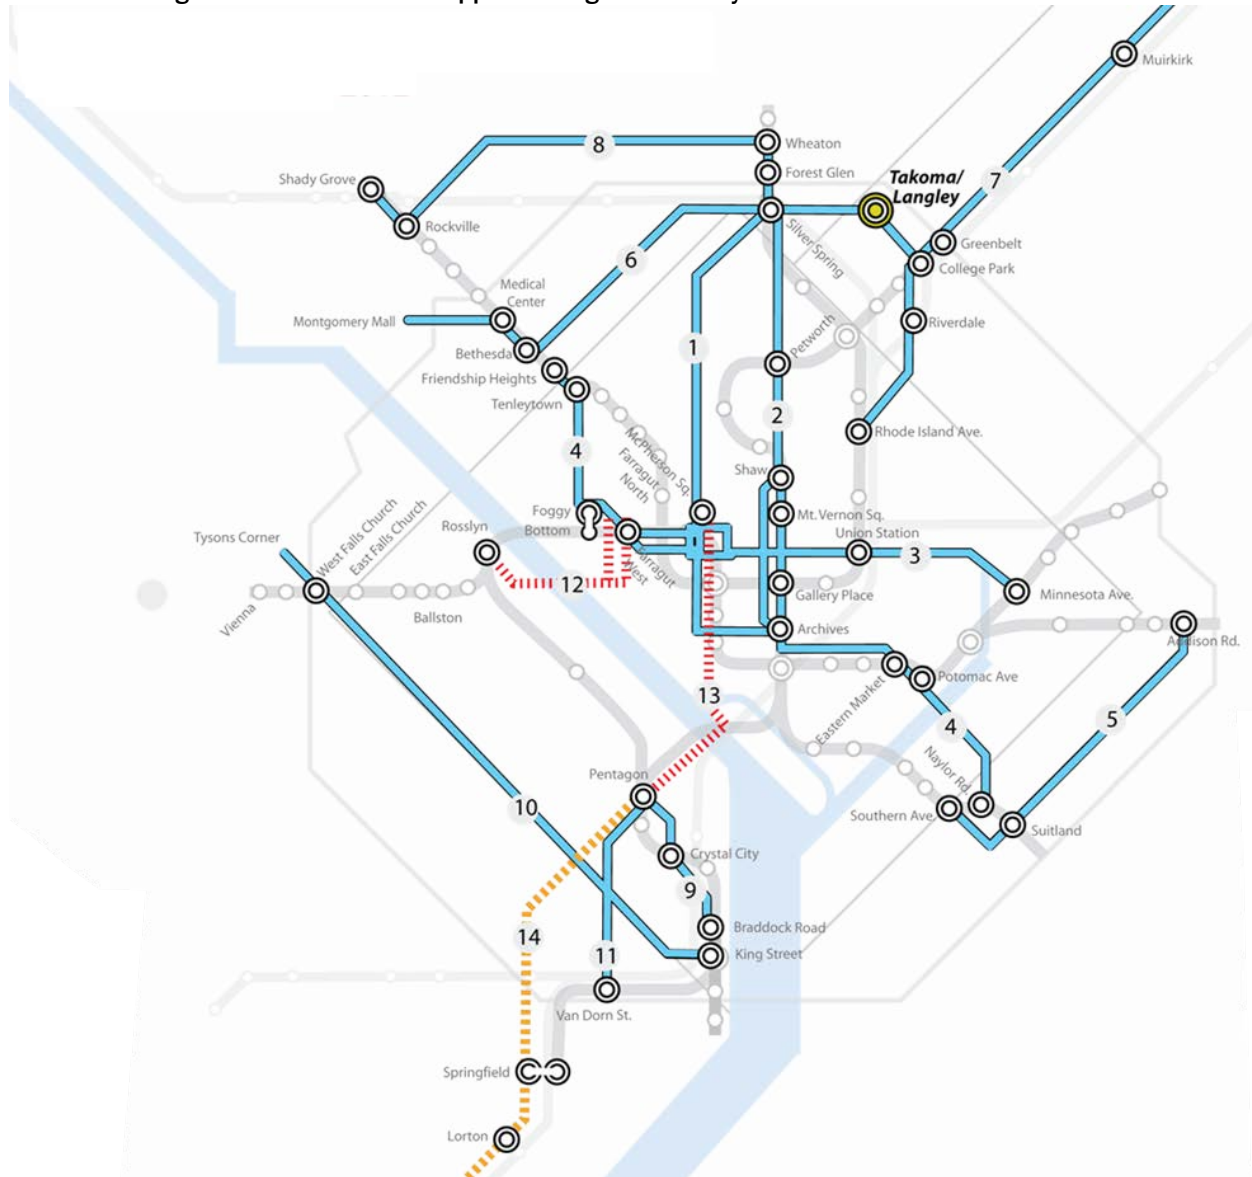 Muirkirk
8
Wheaton
Forest Glen
Shady Grove
Takoma/
Langley
7
Rockville
Silver Spring
Greenbelt
College Park
6
Medical
Center
Montgomery Mall
Riverdale
1
Petworth
Bethesda
Friendship Heights
Tenleytown
2
Rhode Island Ave.
4
McPherson Sq.
Farragut
North
Shaw
Foggy
Bottom
Mt. Vernon Sq.
Union Station
Rosslyn
Tysons Corner
West Falls Church
East Falls Church
3
12
Farragut
West
Gallery Place
Minnesota Ave.
Vienna
Ballston
Archives
Addison Rd.
Eastern Market
Potomac Ave
13
5
4
Naylor Rd.
Pentagon
10
Southern Ave.
Suitland
Crystal City
9
Braddock Road
14
11
King Street
Van Dorn St.
Springfield
Lorton